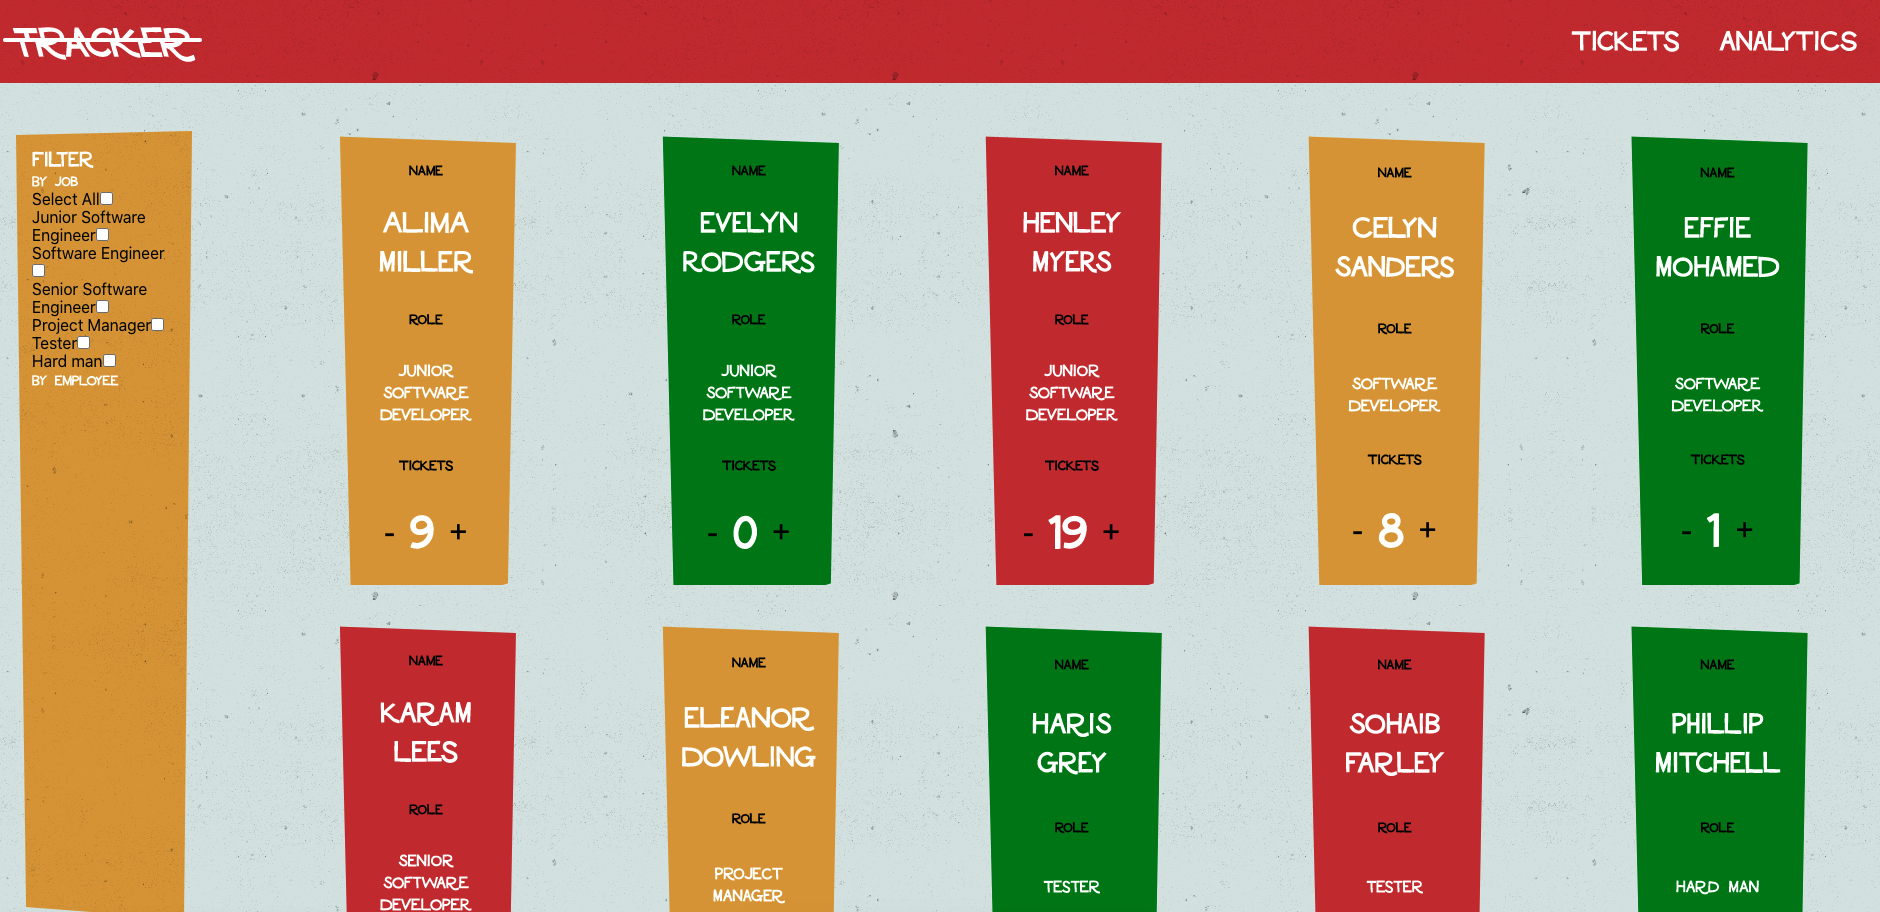 TRACKER
TICKETS ANALYTICS
FILTER
BY JOB
Select All
Junior Software
Engineer
Software Engineer
Senior Software
Engineer
Project Manager
Tester
Hard man
BY EMPLOYEE
NAME
ALIMA
MILLER
ROLE
JUNIOR
SOFTWARE
DEVELOPER
TICKETS
- 9 +
NAME
EVELYN
RODGERS
ROLE
JUNIOR
SOFTWARE
DEVELOPER
TICKETS
- 0 +
NAME
HENLEY
MYERS
ROLE
JUNIOR
SOFTWARE
DEVELOPER
TICKETS
- 19 +
NAME
CELYN
SANDERS
ROLE
SOFTWARE
DEVELOPER
TICKETS
- 8 +
NAME
EFFIE
MOHAMED
ROLE
SOFTWARE
DEVELOPER
TICKETS
- 1 +
NAME
KARAM
LEES
ROLE
SENIOR
SOFTWARE
DEVELOPER
NAME
ELEANOR
DOWLING
ROLE
PROJECT
MANAGER
NAME
HARIS
GREY
ROLE
TESTER
NAME
SOHAIB
FARLEY
ROLE
TESTER
NAME
PHILLIP
MITCHELL
ROLE
HARD MAN